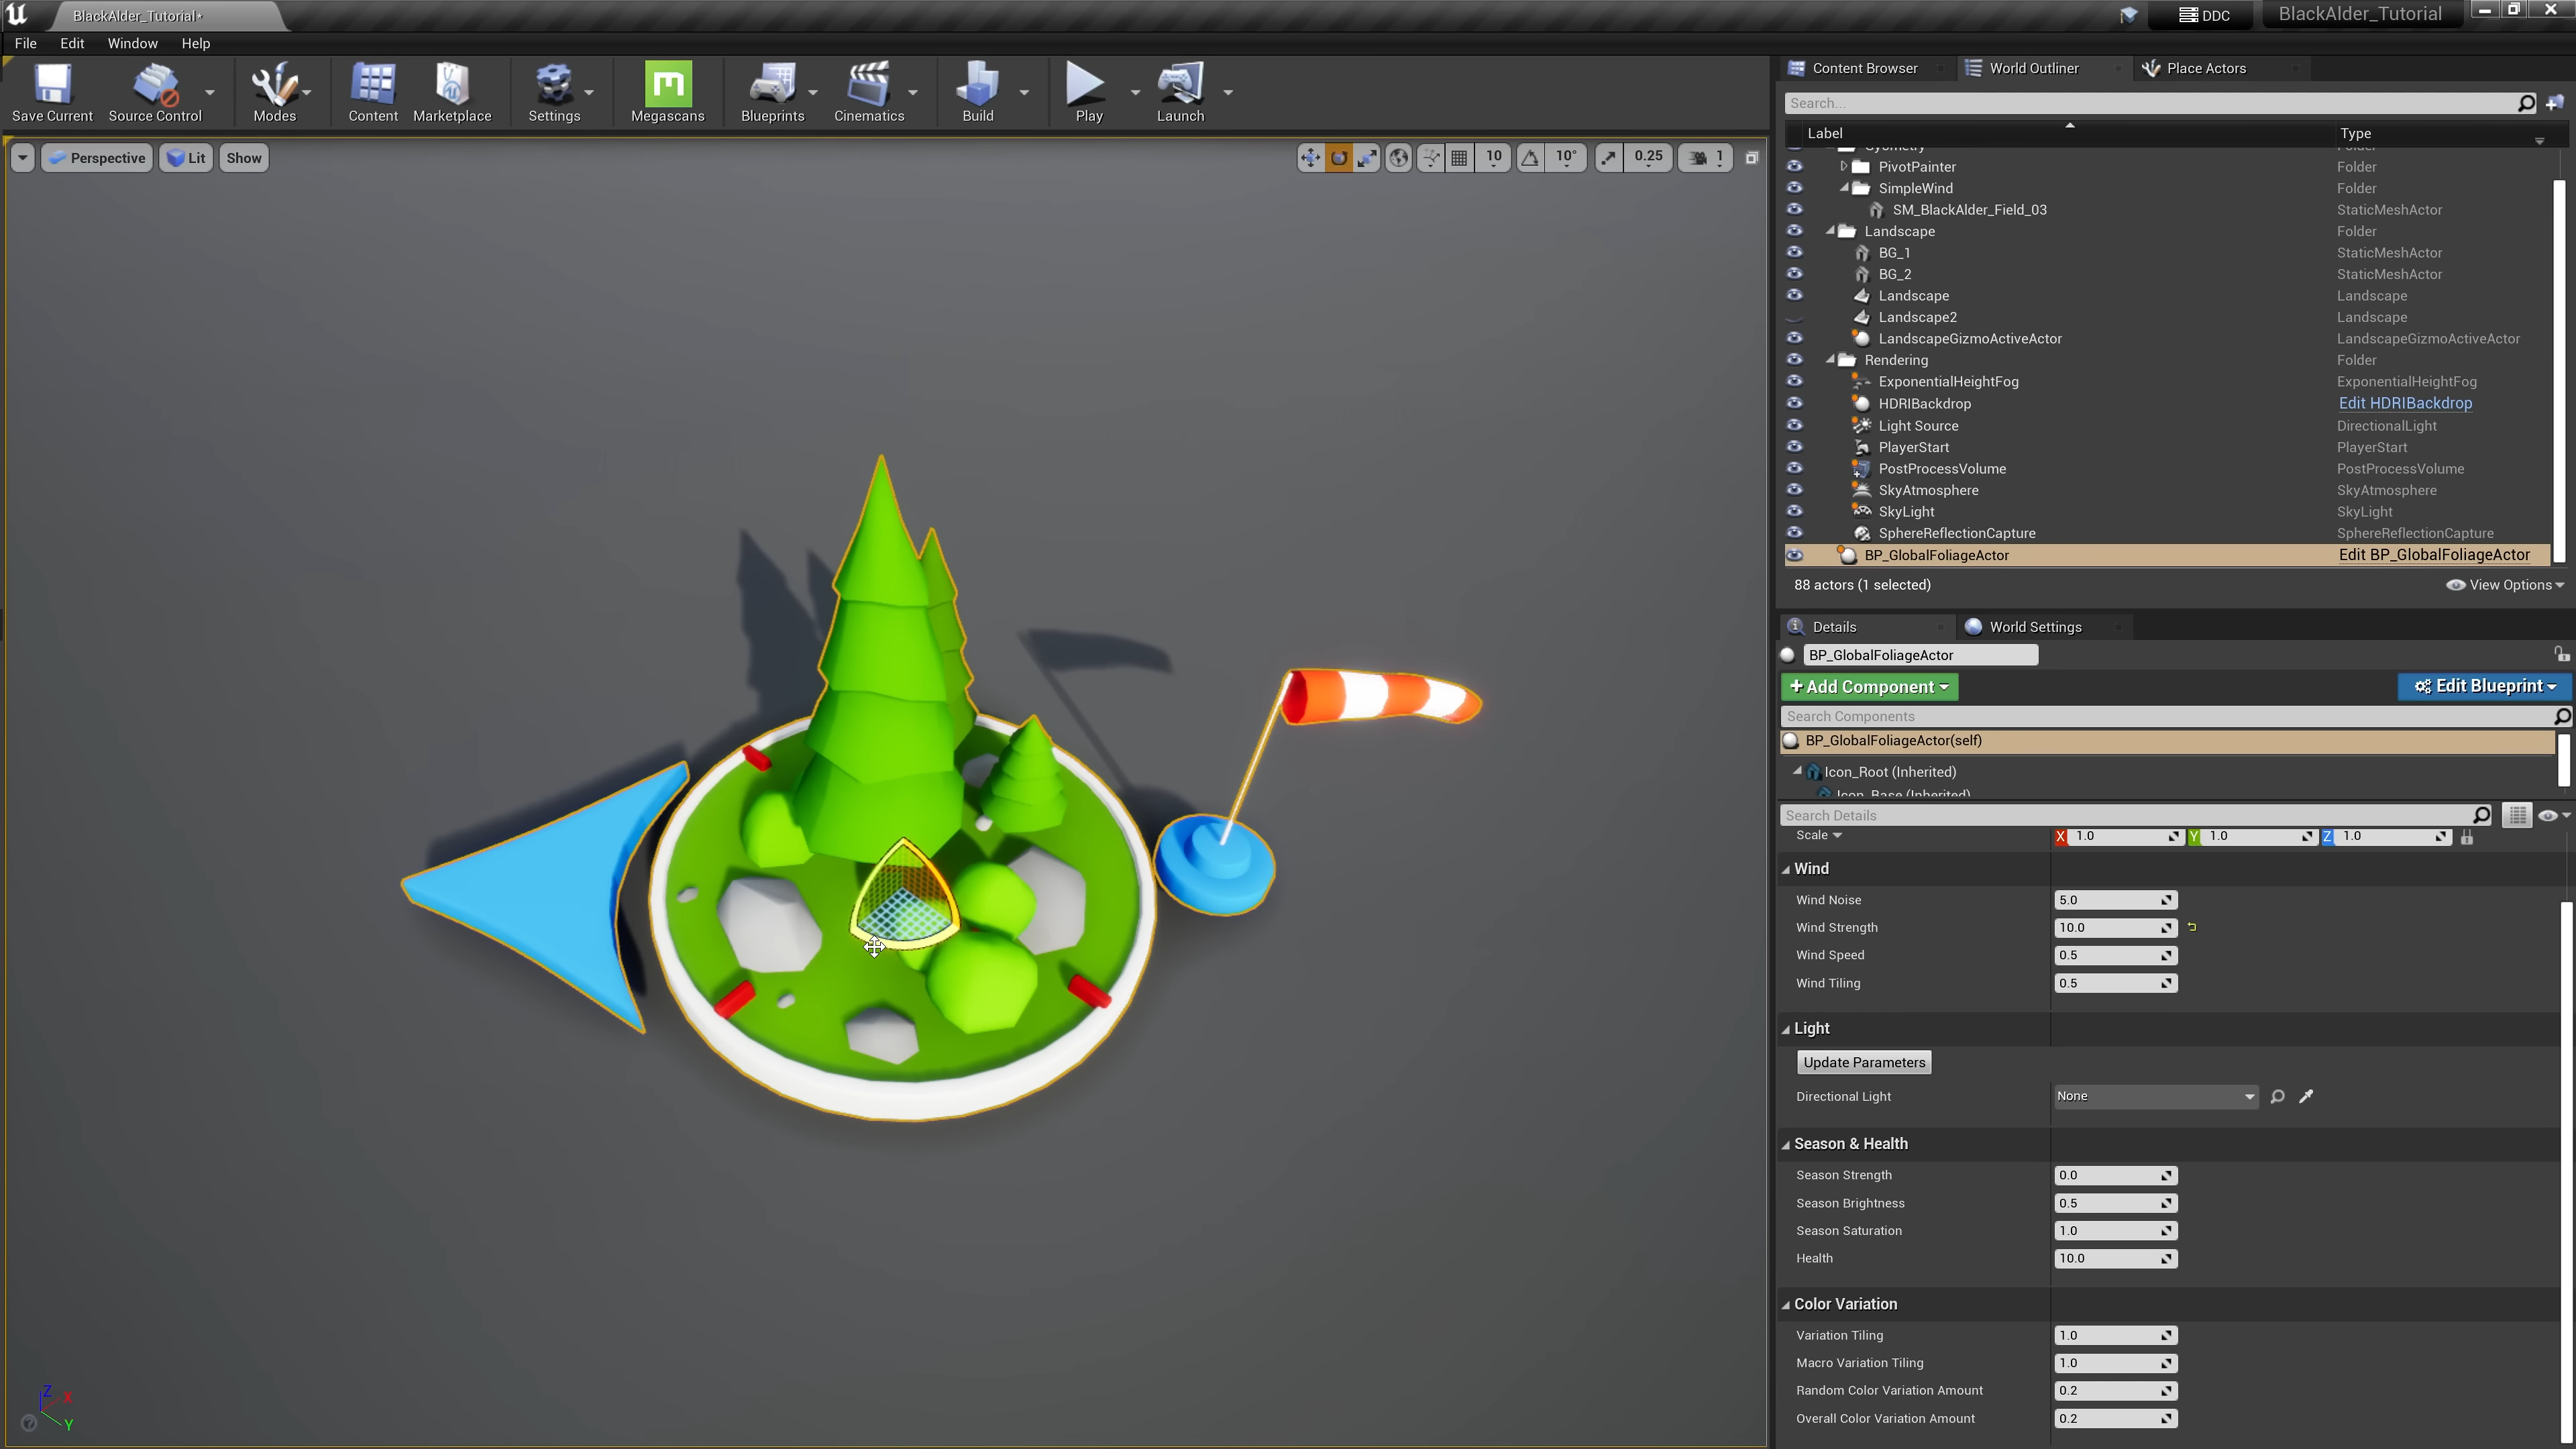 BlackAlder_Tutorial*
DDC
BlackAlder_Tutorial
File Edit Window Help
Save Current Source Control Modes Content Marketplace Settings Megascans Blueprints Cinematics Build Play Launch
Perspective Lit Show
10 10° 0.25 1
Content Browser World Outliner Place Actors
Search...
Label Type
Geometry Folder
PivotPainter Folder
SimpleWind Folder
SM_BlackAlder_Field_03 StaticMeshActor
Landscape Folder
BG_1 StaticMeshActor
BG_2 StaticMeshActor
Landscape Landscape
Landscape2 Landscape
LandscapeGizmoActiveActor LandscapeGizmoActiveActor
Rendering Folder
ExponentialHeightFog ExponentialHeightFog
HDRIBackdrop Edit HDRIBackdrop
Light Source DirectionalLight
PlayerStart PlayerStart
PostProcessVolume PostProcessVolume
SkyAtmosphere SkyAtmosphere
SkyLight SkyLight
SphereReflectionCapture SphereReflectionCapture
BP_GlobalFoliageActor Edit BP_GlobalFoliageActor
88 actors (1 selected) View Options
Details World Settings
BP_GlobalFoliageActor
+ Add Component Edit Blueprint
Search Components
BP_GlobalFoliageActor(self)
Icon_Root (Inherited)
Icon_Base (Inherited)
Search Details
Scale X 1.0 Y 1.0 Z 1.0
Wind
Wind Noise 5.0
Wind Strength 10.0
Wind Speed 0.5
Wind Tiling 0.5
Light
Update Parameters
Directional Light None
Season & Health
Season Strength 0.0
Season Brightness 0.5
Season Saturation 1.0
Health 10.0
Color Variation
Variation Tiling 1.0
Macro Variation Tiling 1.0
Random Color Variation Amount 0.2
Overall Color Variation Amount 0.2
Z X
Y